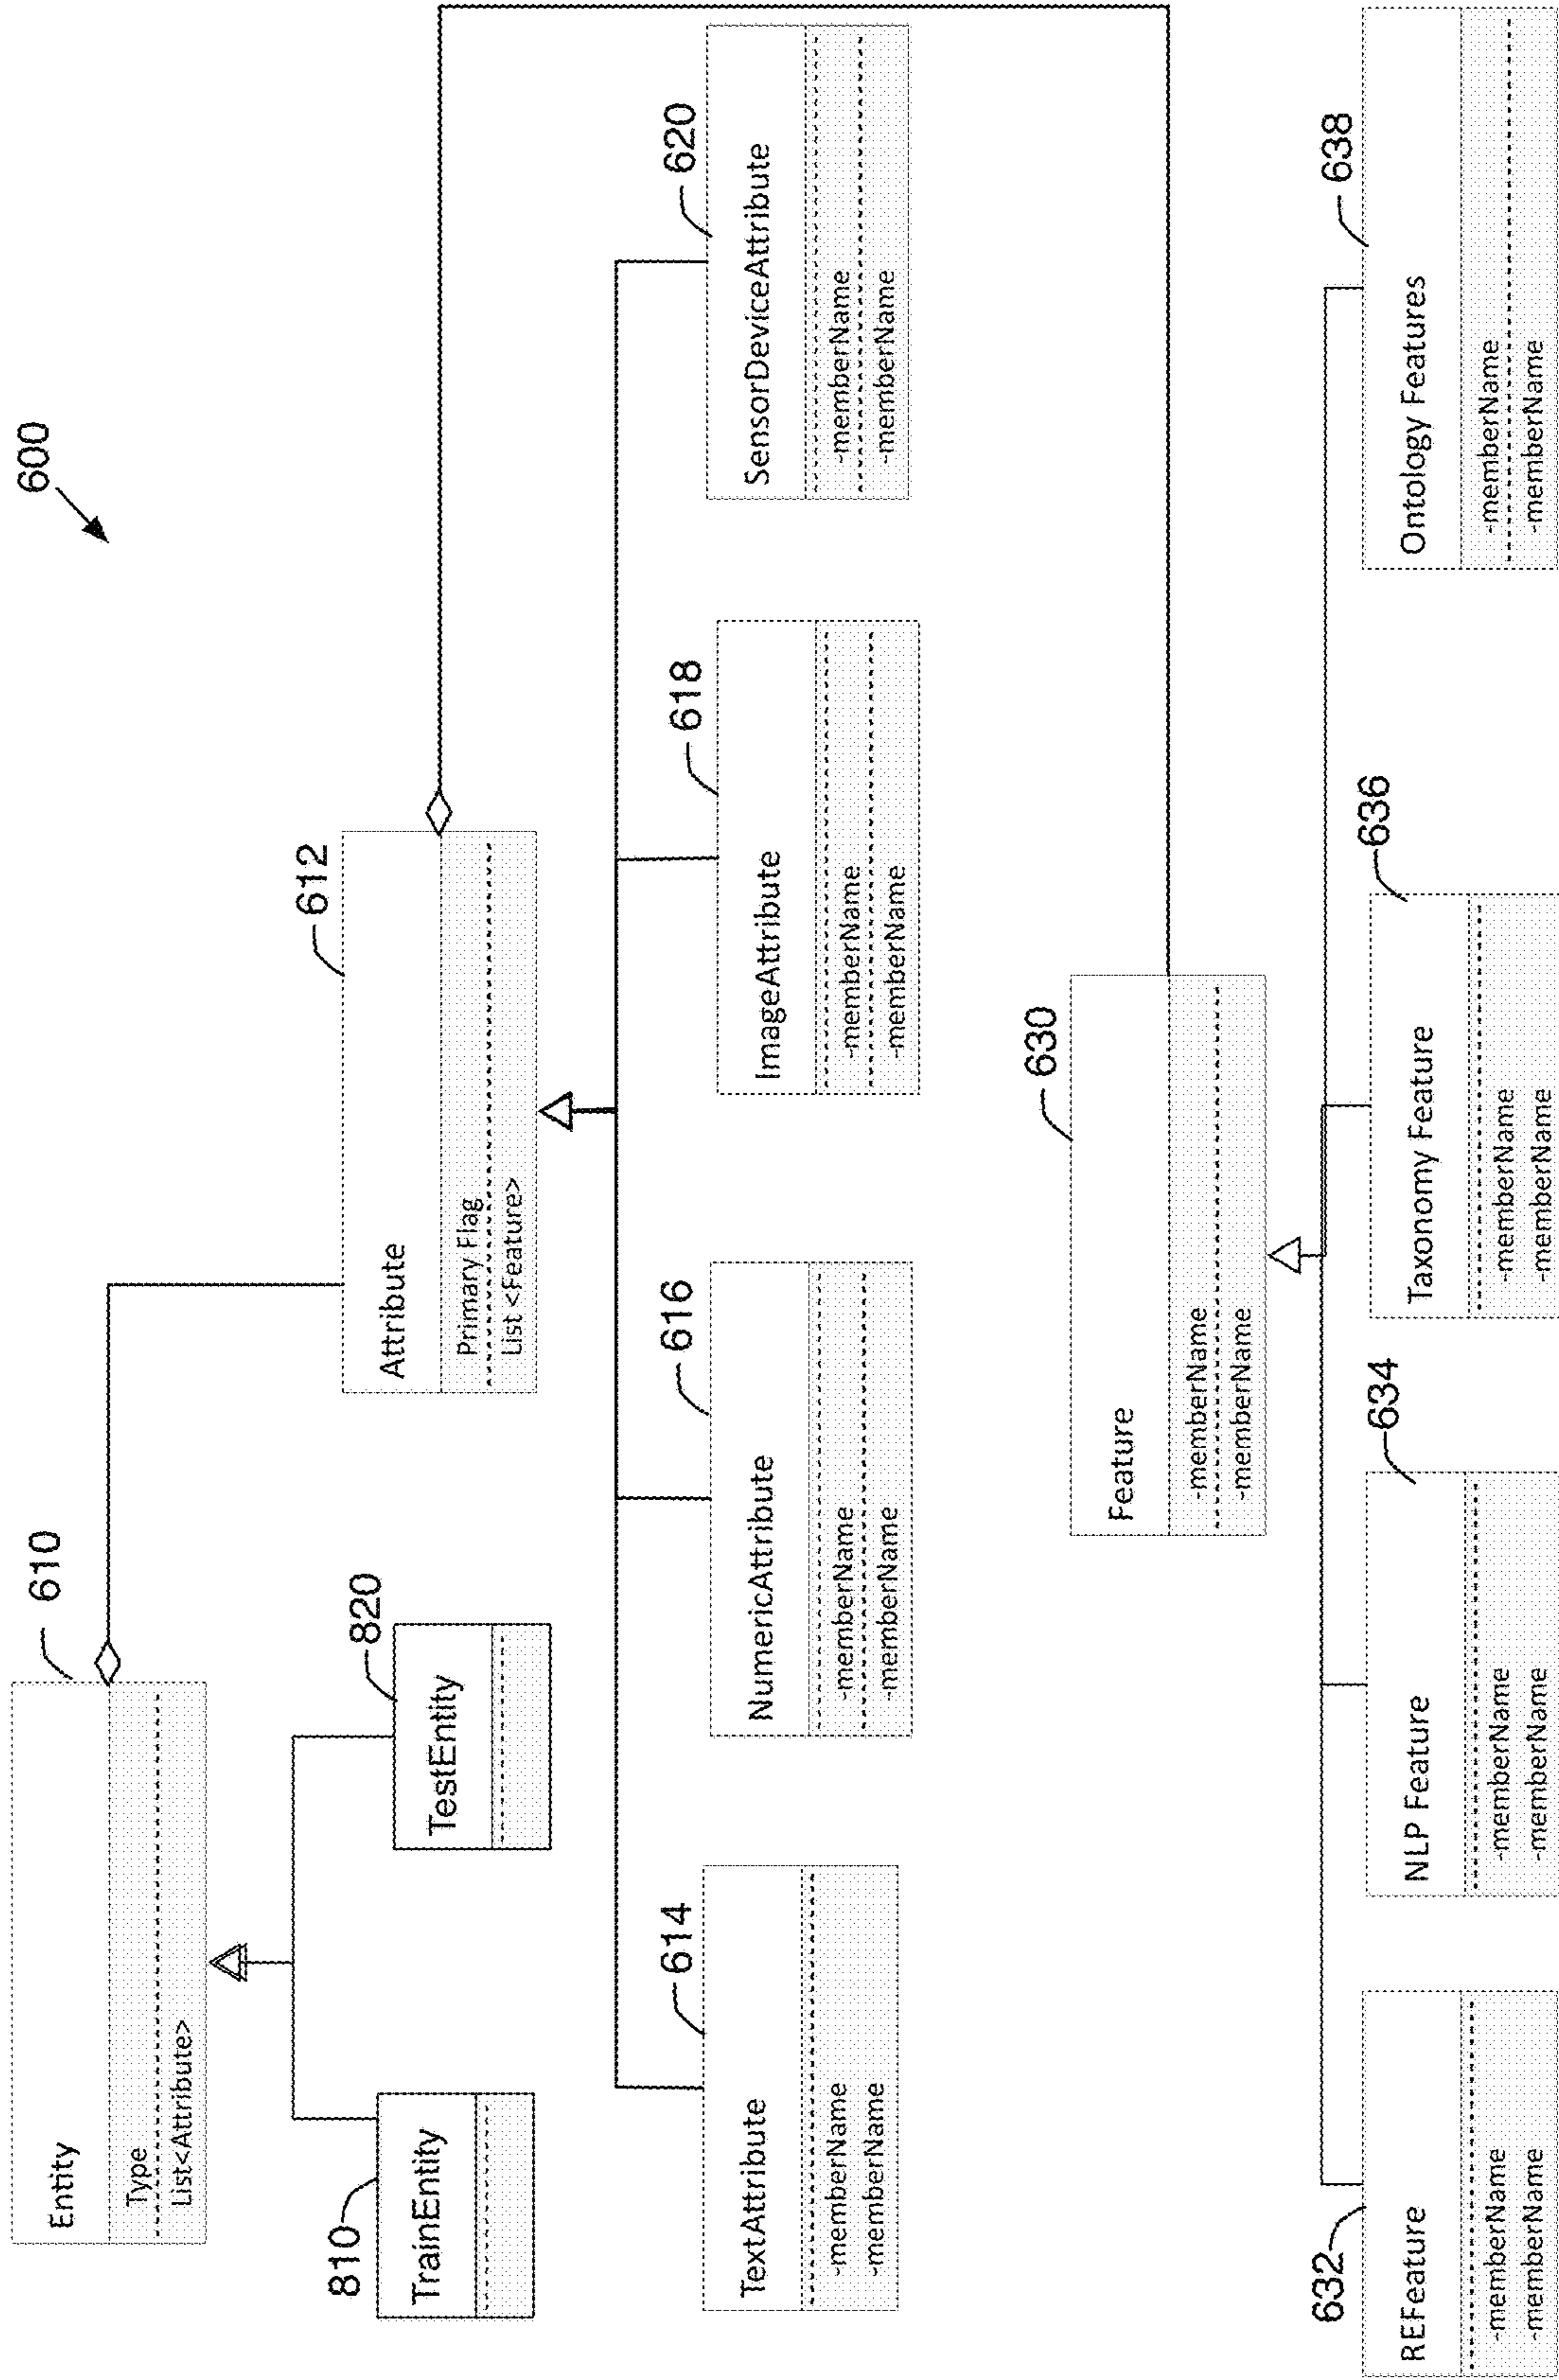 600
610
Entity
Type
List<Attribute>
810
TrainEntity
820
TestEntity
612
Attribute
Primary Flag
List <Feature>
614
TextAttribute
-memberName
-memberName
616
NumericAttribute
-memberName
-memberName
618
ImageAttribute
-memberName
-memberName
620
SensorDeviceAttribute
-memberName
-memberName
630
Feature
-memberName
-memberName
632
REFeature
-memberName
-memberName
634
NLP Feature
-memberName
-memberName
636
Taxonomy Feature
-memberName
-memberName
638
Ontology Features
-memberName
-memberName